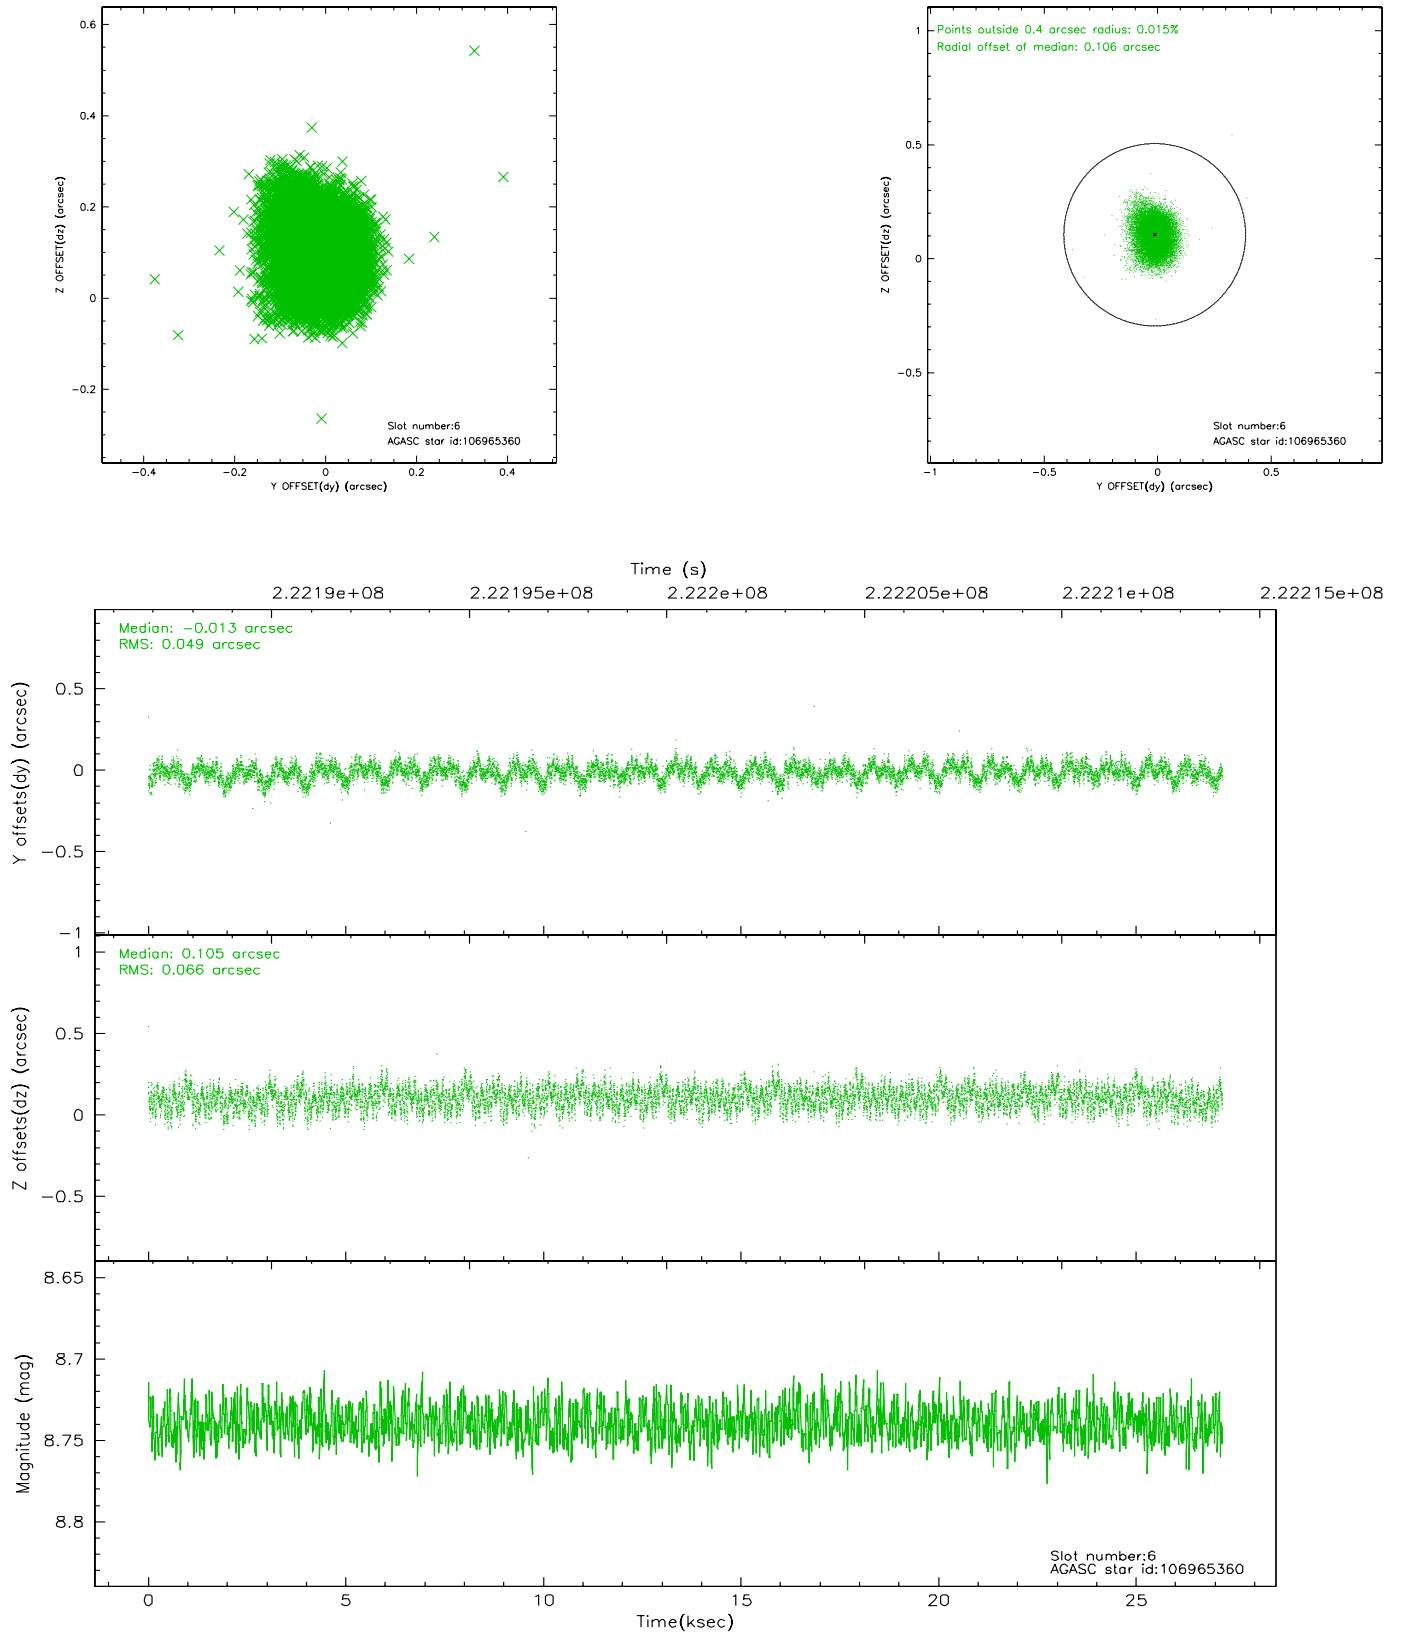 0.6
0.4
0.2
0
−0.2
−0.4
−0.2
0
0.2
0.4
Z OFFSET(dz) (arcsec)
Y OFFSET(dy) (arcsec)
Slot number:6
AGASC star id:106965360
Points outside 0.4 arcsec radius: 0.015%
Radial offset of median: 0.106 arcsec
1
0.5
0
−0.5
−1
−0.5
0
0.5
Z OFFSET(dz) (arcsec)
Y OFFSET(dy) (arcsec)
Slot number:6
AGASC star id:106965360
Time (s)
2.2219e+08
2.22195e+08
2.222e+08
2.22205e+08
2.2221e+08
2.22215e+08
Median: −0.013 arcsec
RMS: 0.049 arcsec
0.5
0
−0.5
−1
Y offsets(dy) (arcsec)
Median: 0.105 arcsec
RMS: 0.066 arcsec
1
0.5
0
−0.5
Z offsets(dz) (arcsec)
8.65
8.7
8.75
8.8
Magnitude (mag)
Slot number:6
AGASC star id:106965360
0
5
10
15
20
25
Time(ksec)